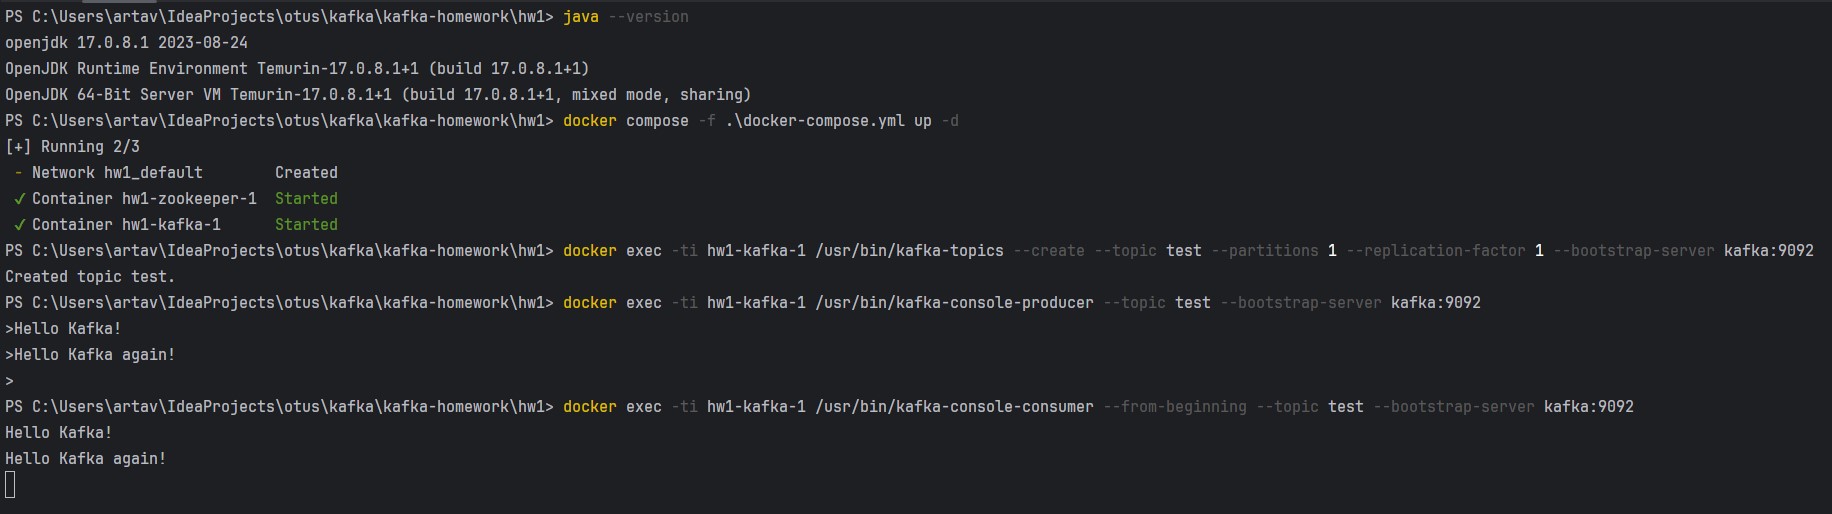 PS C:\Users\artav\IdeaProjects\otus\kafka\kafka-homework\hw1> java --version
openjdk 17.0.8.1 2023-08-24
OpenJDK Runtime Environment Temurin-17.0.8.1+1 (build 17.0.8.1+1)
OpenJDK 64-Bit Server VM Temurin-17.0.8.1+1 (build 17.0.8.1+1, mixed mode, sharing)
PS C:\Users\artav\IdeaProjects\otus\kafka\kafka-homework\hw1> docker compose -f .\docker-compose.yml up -d
[+] Running 2/3
 - Network hw1_default        Created
 ✓ Container hw1-zookeeper-1  Started
 ✓ Container hw1-kafka-1      Started
PS C:\Users\artav\IdeaProjects\otus\kafka\kafka-homework\hw1> docker exec -ti hw1-kafka-1 /usr/bin/kafka-topics --create --topic test --partitions 1 --replication-factor 1 --bootstrap-server kafka:9092
Created topic test.
PS C:\Users\artav\IdeaProjects\otus\kafka\kafka-homework\hw1> docker exec -ti hw1-kafka-1 /usr/bin/kafka-console-producer --topic test --bootstrap-server kafka:9092
>Hello Kafka!
>Hello Kafka again!
>
PS C:\Users\artav\IdeaProjects\otus\kafka\kafka-homework\hw1> docker exec -ti hw1-kafka-1 /usr/bin/kafka-console-consumer --from-beginning --topic test --bootstrap-server kafka:9092
Hello Kafka!
Hello Kafka again!